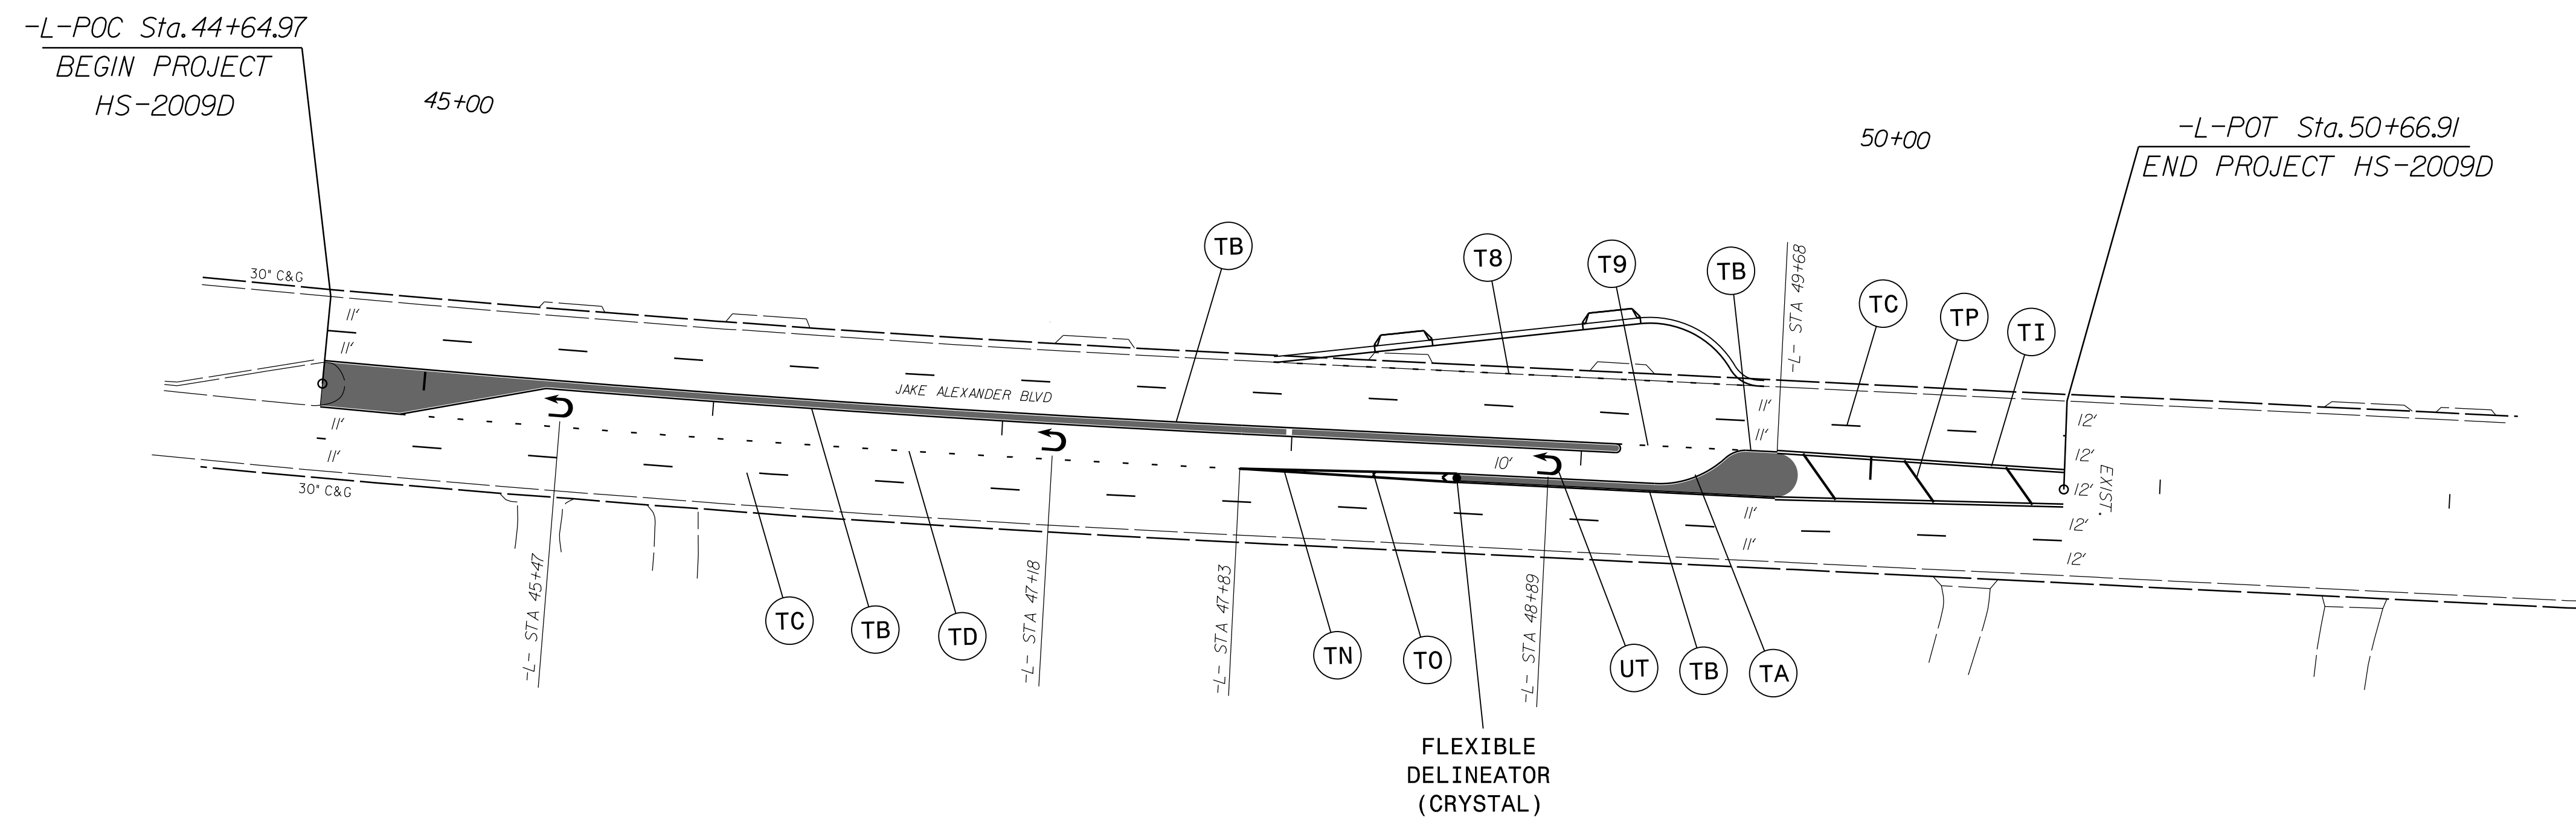 -L-POC Sta. 44+64.97
BEGIN PROJECT
HS-2009D
45+00
50+00
-L-POT Sta. 50+66.91
END PROJECT HS-2009D
TB
T8
T9
TB
-L- STA 49+68
TC
TP
TI
30" C&G
11'
11'
JAKE ALEXANDER BLVD
11'
11'
12'
12'
12'
12'
12'
EXIST.
11'
11'
30" C&G
10'
11'
11'
-L- STA 45+47
-L- STA 47+18
-L- STA 47+83
-L- STA 48+89
TC
TB
TD
TN
TO
UT
TB
TA
FLEXIBLE
DELINEATOR
(CRYSTAL)